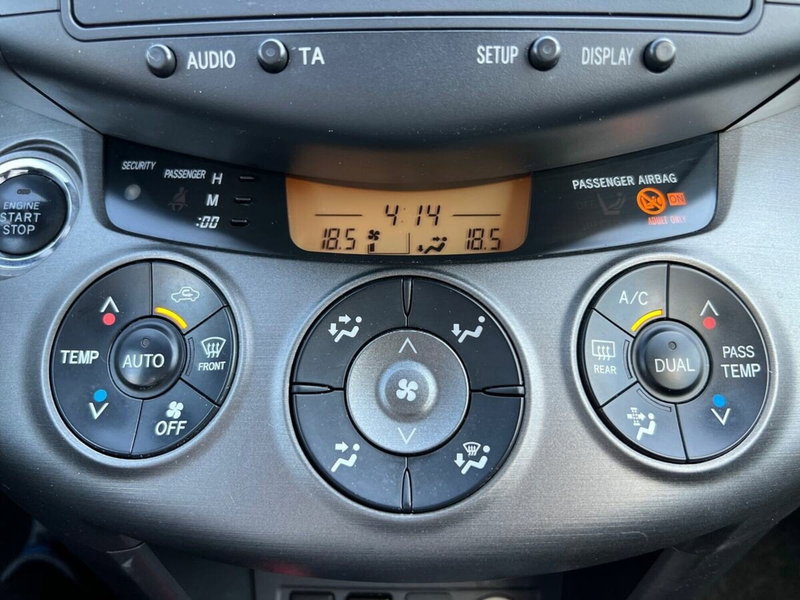 AUDIO TA SETUP DISPLAY
SECURITY PASSENGER H
M
:00
4:14
18.5 18.5
PASSENGER AIRBAG
ON
ADULT ONLY
ENGINE
START
STOP
TEMP
AUTO
FRONT
OFF
A/C
REAR
DUAL
PASS
TEMP